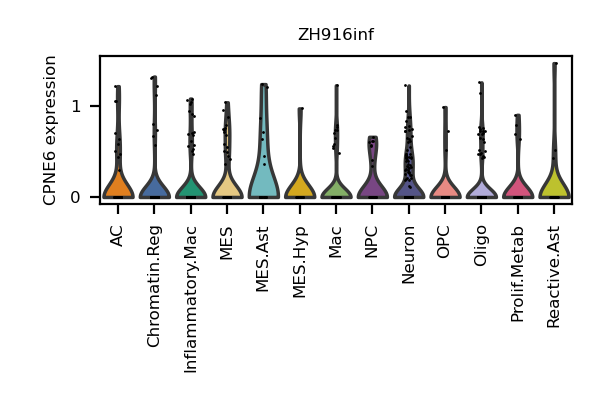 ZH916inf
CPNE6 expression
1
0
AC
Chromatin.Reg
Inflammatory.Mac
MES
MES.Ast
MES.Hyp
Mac
NPC
Neuron
OPC
Oligo
Prolif.Metab
Reactive.Ast